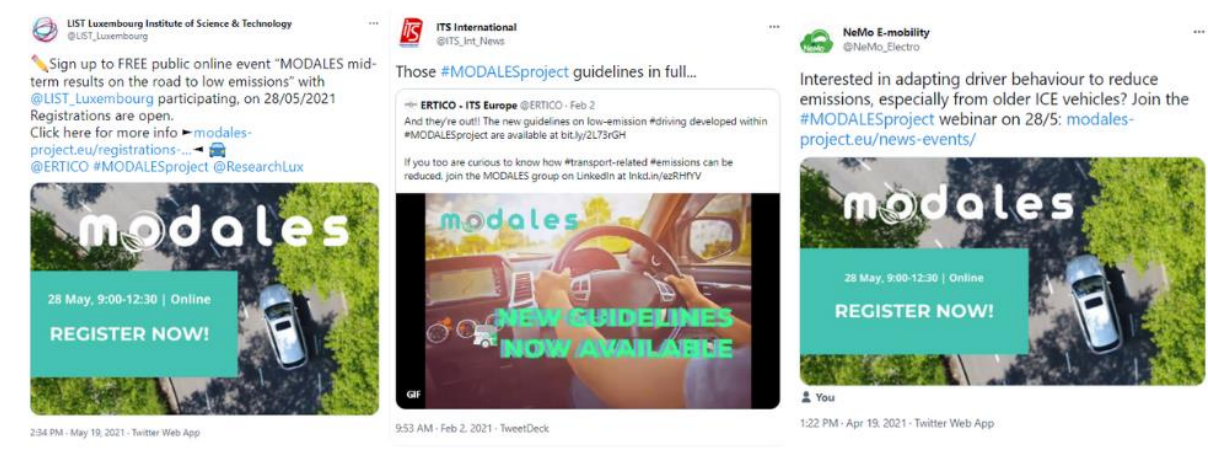 LIST Luxembourg Institute of Science & Technology
@LIST_Luxembourg
✏️Sign up to FREE public online event "MODALES mid-
term results on the road to low emissions" with
@LIST_Luxembourg participating, on 28/05/2021
Registrations are open.
Click here for more info ►modales-
project.eu/registrations-...◄ 🚘
@ERTICO #MODALESproject @ResearchLux
modales
28 May, 9:00-12:30 | Online
REGISTER NOW!
2:34 PM · May 19, 2021 · Twitter Web App
ITS
ITS International
@ITS_Int_News
Those #MODALESproject guidelines in full...
ERTICO - ITS Europe @ERTICO · Feb 2
And they're out!! The new guidelines on low-emission #driving developed within
#MODALESproject are available at bit.ly/2L73rGH
If you too are curious to know how #transport-related #emissions can be
reduced, join the MODALES group on LinkedIn at lnkd.in/ezRHfYV
modales
NEW GUIDELINES
NOW AVAILABLE
GIF
9:53 AM · Feb 2, 2021 · TweetDeck
NeMo
NeMo E-mobility
@NeMo_Electro
Interested in adapting driver behaviour to reduce
emissions, especially from older ICE vehicles? Join the
#MODALESproject webinar on 28/5: modales-
project.eu/news-events/
modales
28 May, 9:00-12:30 | Online
REGISTER NOW!
You
1:22 PM · Apr 19, 2021 · Twitter Web App